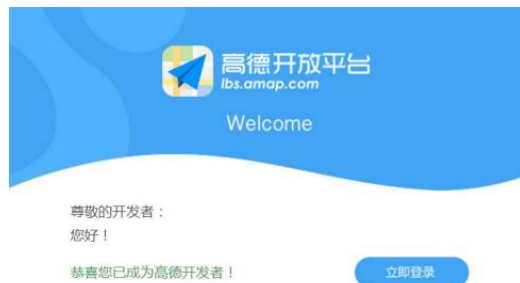 高德开放平台
lbs.amap.com
Welcome
尊敬的开发者：
您好！
恭喜您已成为高德开发者！
立即登录